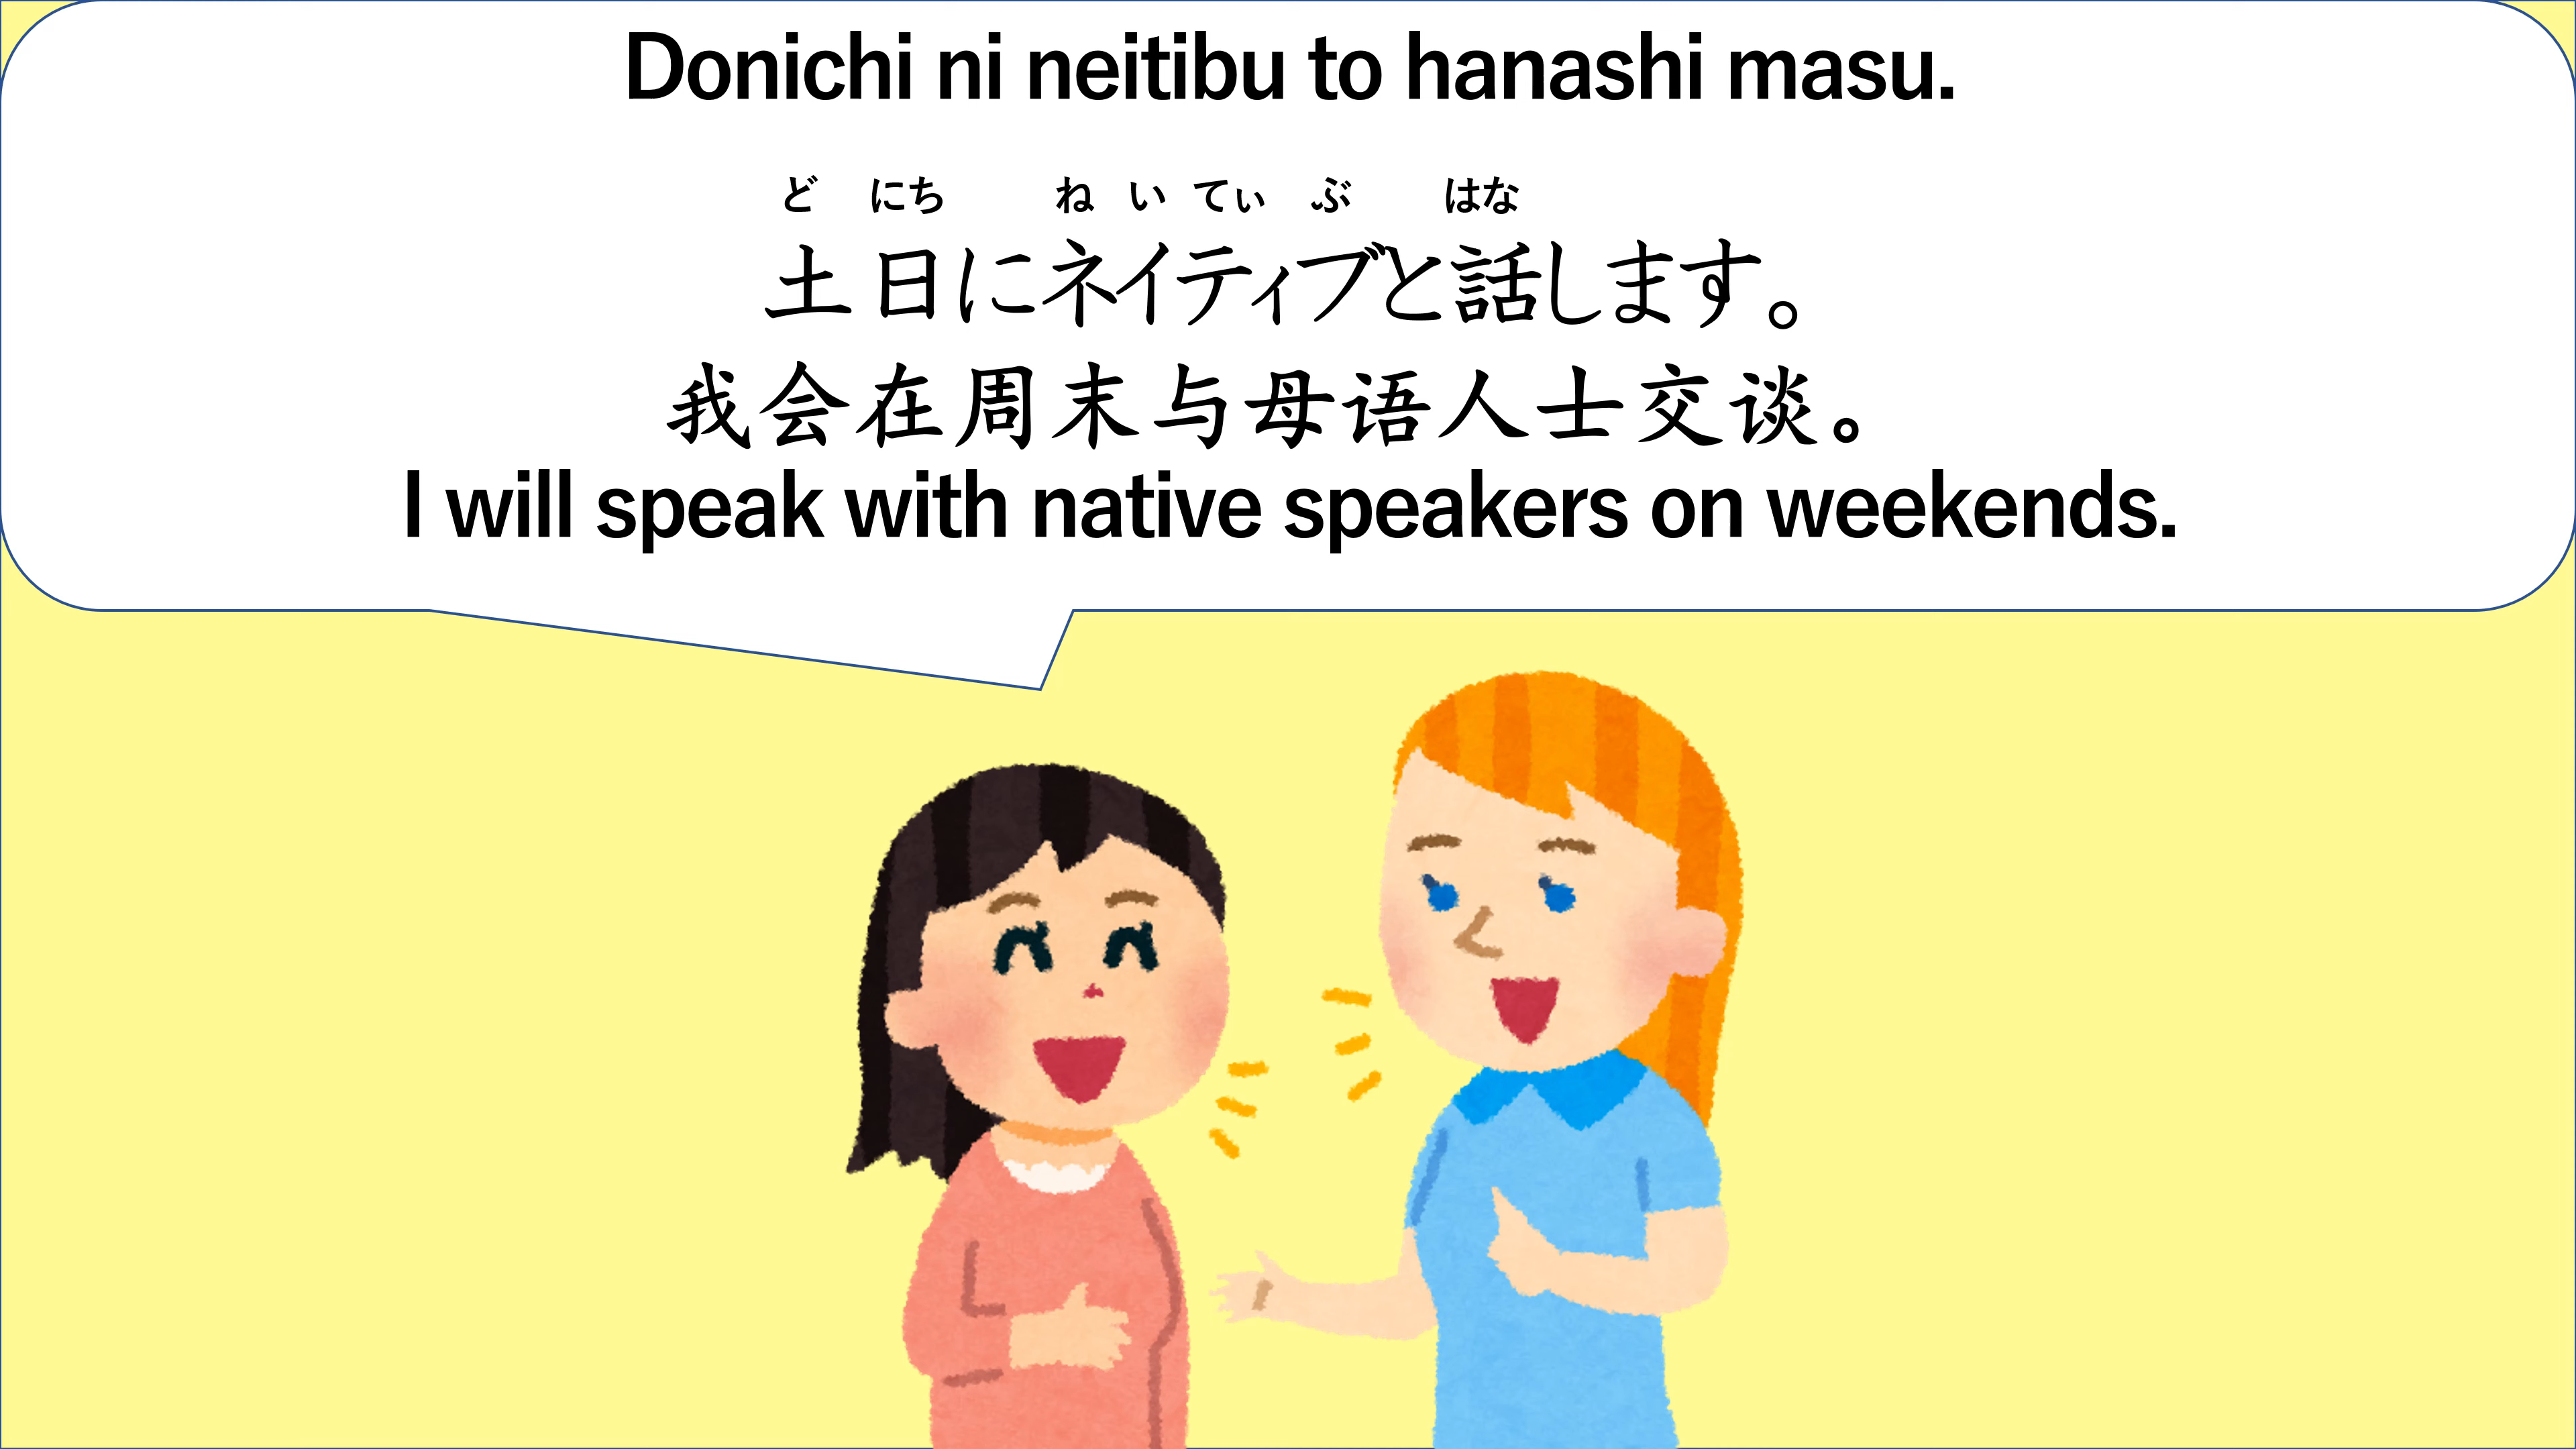 Donichi ni neitibu to hanashi masu.
ど にち ね い てぃ ぶ はな
土日にネイティブと話します。
我会在周末与母语人士交谈。
I will speak with native speakers on weekends.